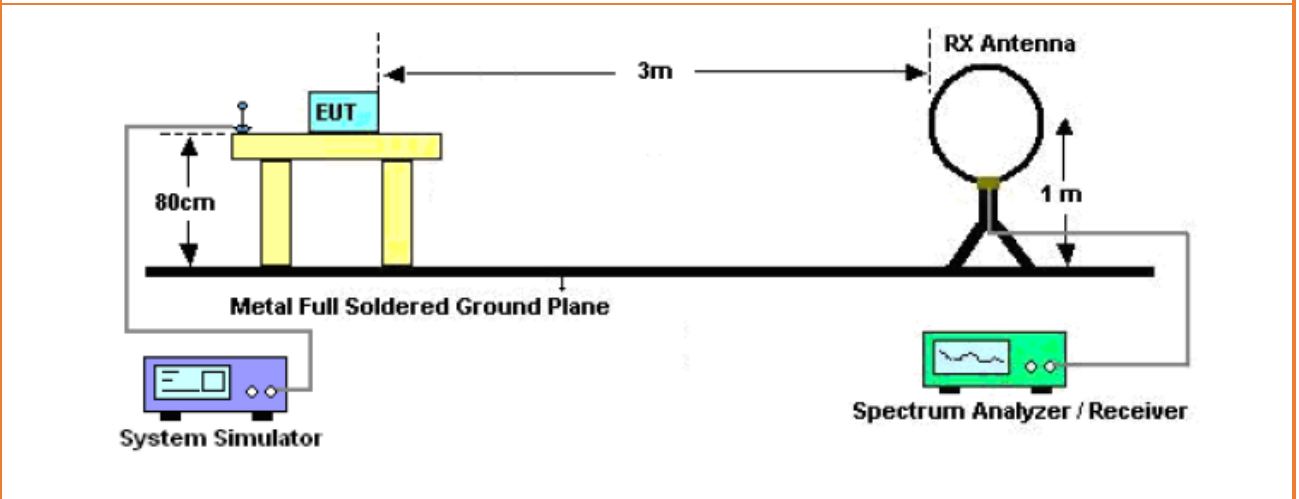 RX Antenna
3m
EUT
80cm
1 m
Metal Full Soldered Ground Plane
System Simulator
Spectrum Analyzer / Receiver